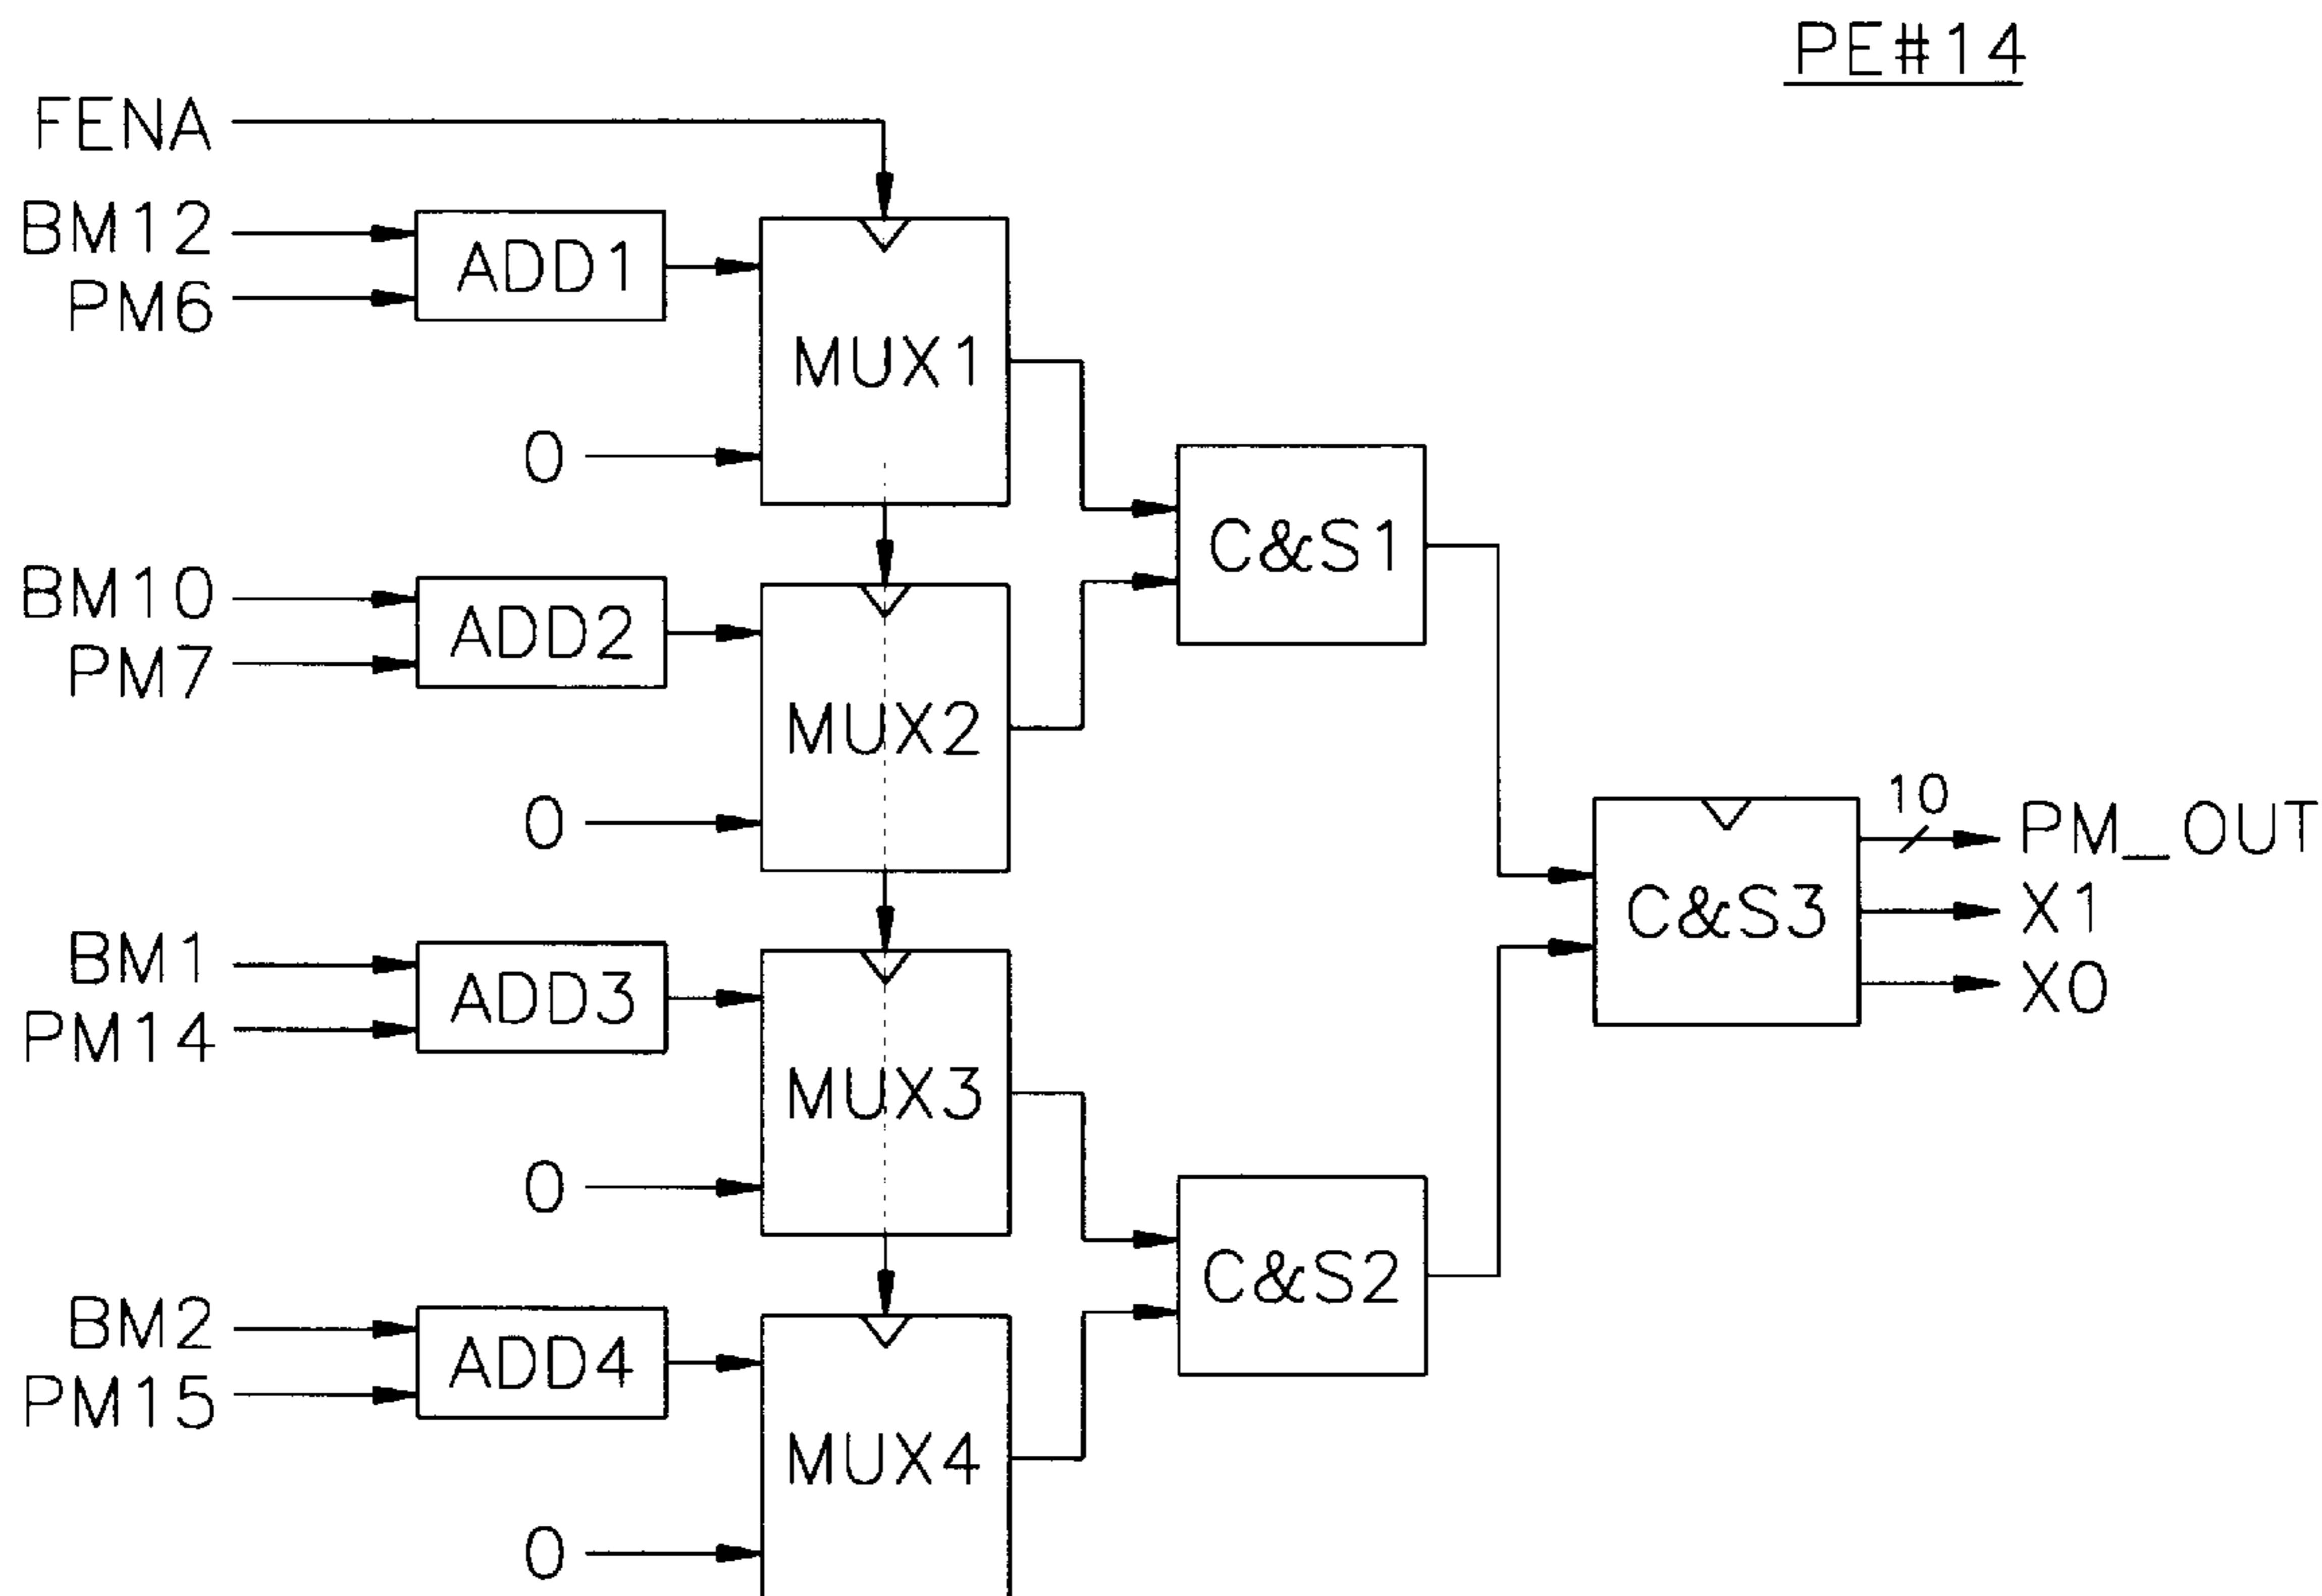 PE#14
FENA
BM12
PM6
ADD1
MUX1
0
C&S1
BM10
PM7
ADD2
MUX2
0
10
PM_OUT
X1
X0
C&S3
BM1
PM14
ADD3
MUX3
0
C&S2
BM2
PM15
ADD4
MUX4
0